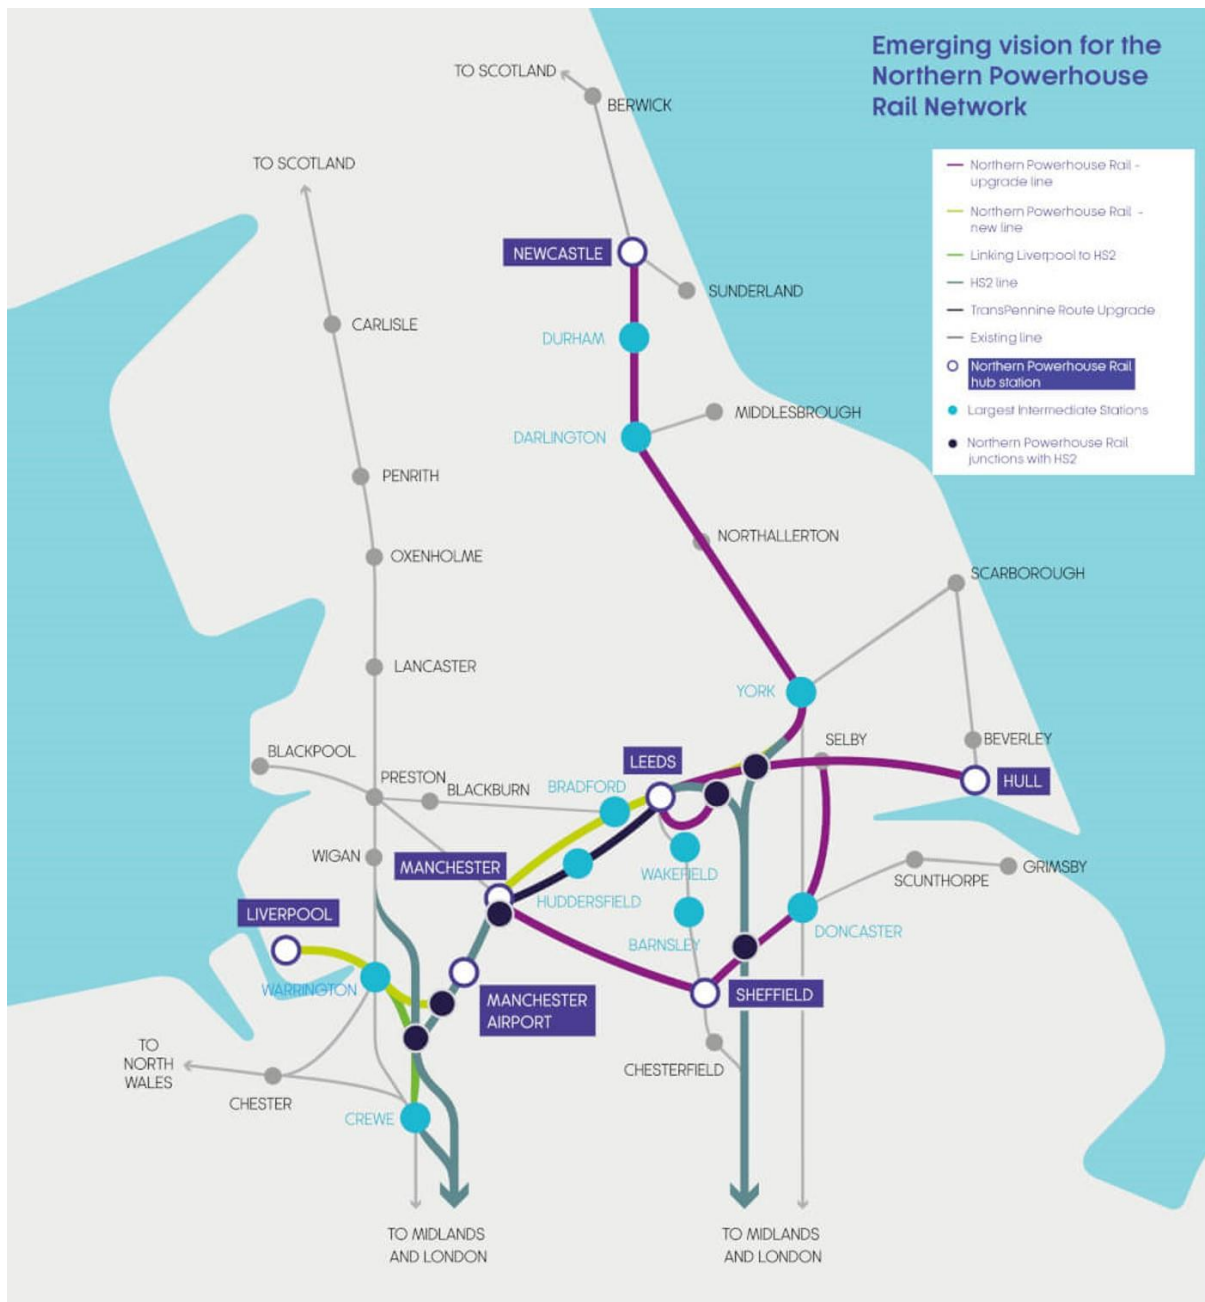 Emerging vision for the
Northern Powerhouse
Rail Network
Northern Powerhouse Rail -
upgrade line
Northern Powerhouse Rail -
new line
Linking Liverpool to HS2
HS2 line
TransPennine Route Upgrade
Existing line
Northern Powerhouse Rail
hub station
Largest Intermediate Stations
Northern Powerhouse Rail
junctions with HS2
TO SCOTLAND
BERWICK
TO SCOTLAND
NEWCASTLE
SUNDERLAND
CARLISLE
DURHAM
MIDDLESBROUGH
DARLINGTON
PENRITH
NORTHALLERTON
OXENHOLME
SCARBOROUGH
LANCASTER
YORK
SELBY
BEVERLEY
BLACKPOOL
LEEDS
PRESTON
HULL
BLACKBURN
BRADFORD
WIGAN
MANCHESTER
WAKEFIELD
GRIMSBY
SCUNTHORPE
HUDDERSFIELD
LIVERPOOL
DONCASTER
BARNSLEY
WARRINGTON
SHEFFIELD
MANCHESTER
AIRPORT
TO
NORTH
WALES
CHESTERFIELD
CHESTER
CREWE
TO MIDLANDS
AND LONDON
TO MIDLANDS
AND LONDON